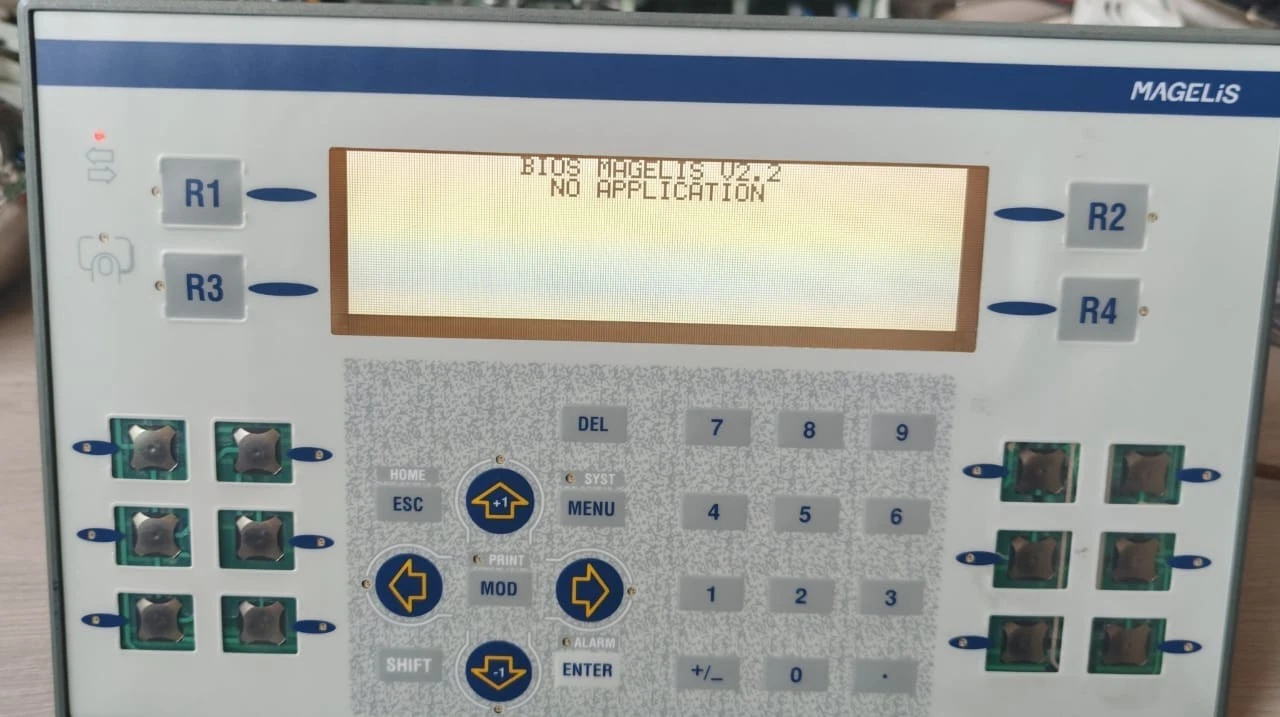 MAGELiS
BIOS MAGELIS V2.2
NO APPLICATION
R1
R2
R3
R4
DEL
7
8
9
HOME
ESC
+1
SYST
MENU
4
5
6
PRINT
MOD
1
2
3
SHIFT
-1
ALARM
ENTER
+/_
0
.